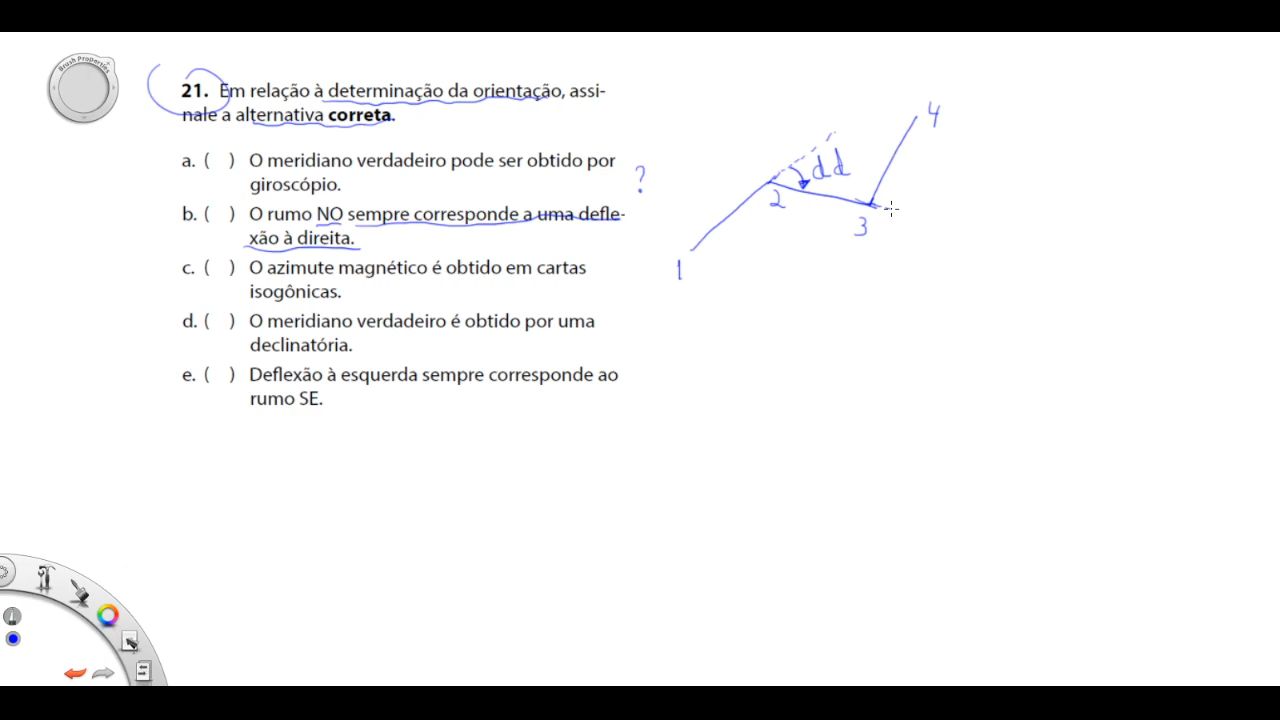 Brush Properties
21. Em relação à determinação da orientação, assi-
nale a alternativa correta.
a. ( ) O meridiano verdadeiro pode ser obtido por
giroscópio.
b. ( ) O rumo NO sempre corresponde a uma defle-
xão à direita.
c. ( ) O azimute magnético é obtido em cartas
isogônicas.
d. ( ) O meridiano verdadeiro é obtido por uma
declinatória.
e. ( ) Deflexão à esquerda sempre corresponde ao
rumo SE.
?
1
2
dd
3
4